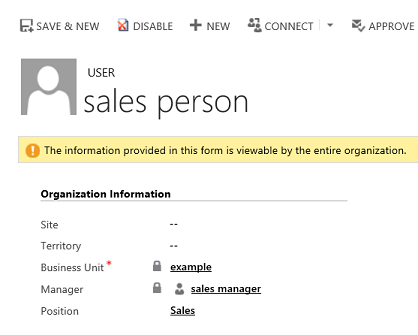 SAVE & NEW DISABLE NEW CONNECT APPROVE
USER
sales person
The information provided in this form is viewable by the entire organization.
Organization Information
Site --
Territory --
Business Unit * example
Manager sales manager
Position Sales